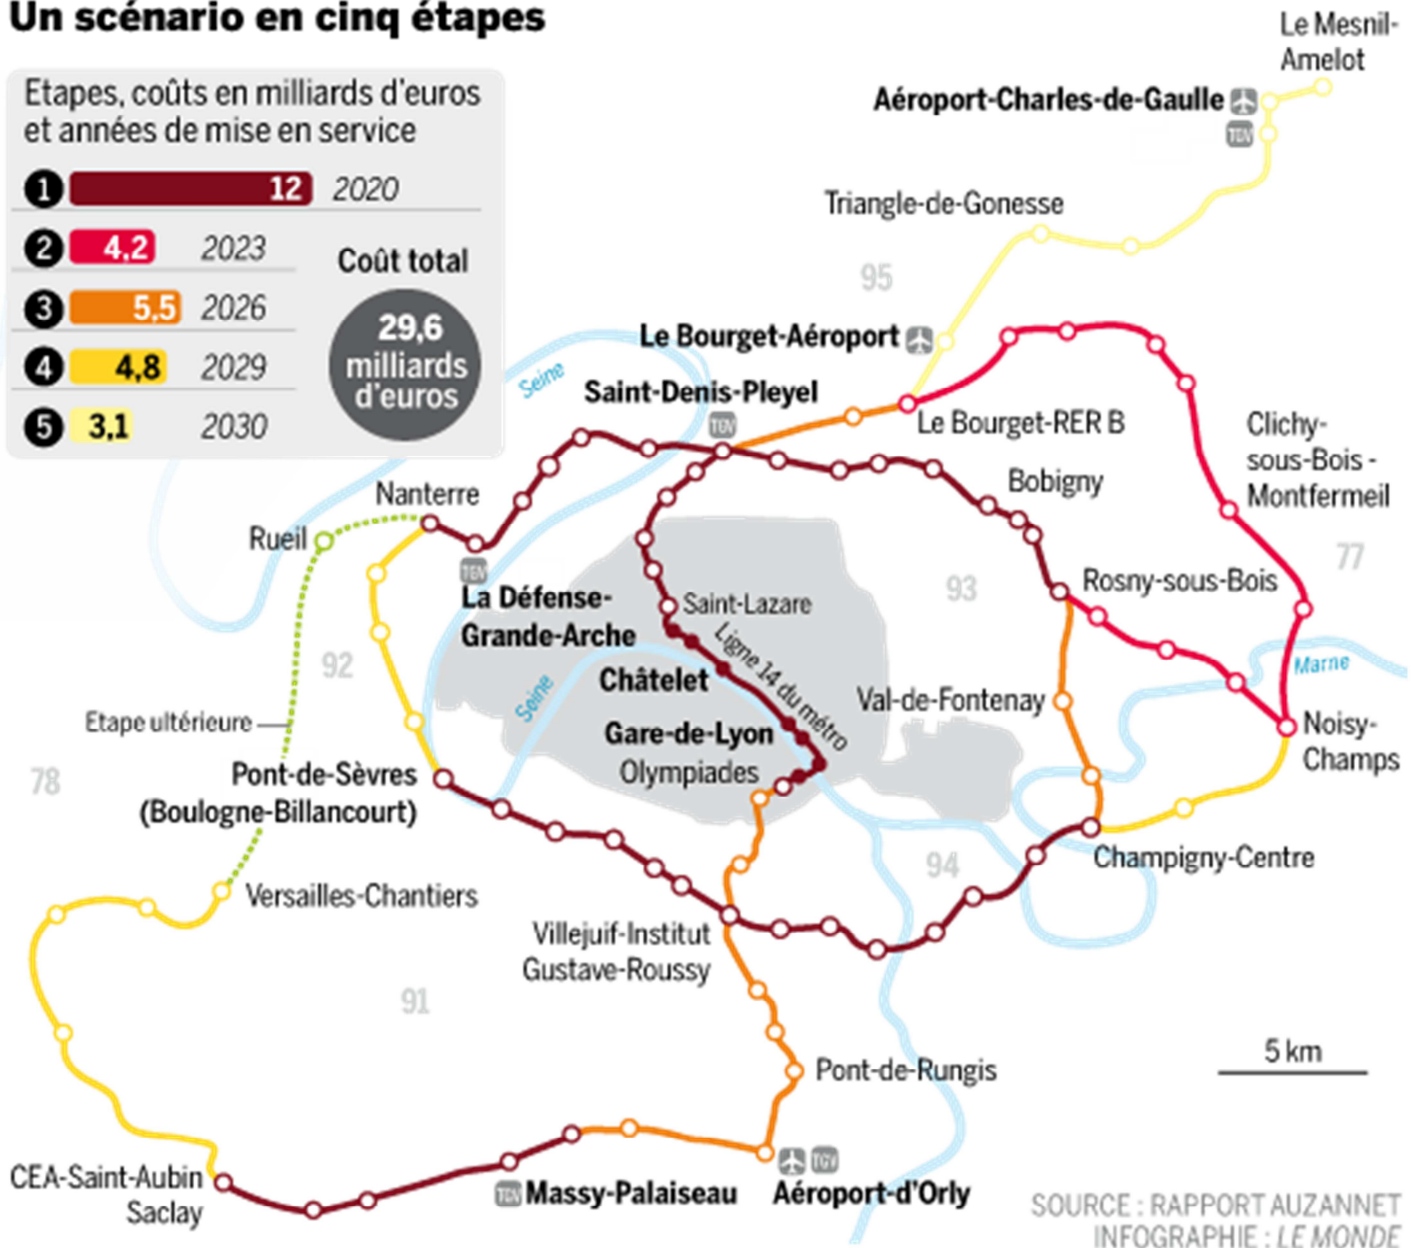 Un scénario en cinq étapes
Etapes, coûts en milliards d'euros
et années de mise en service
1 12 2020
2 4,2 2023
3 5,5 2026
4 4,8 2029
5 3,1 2030
Coût total
29,6
milliards
d'euros
Le Mesnil-
Amelot
Aéroport-Charles-de-Gaulle
TGV
Triangle-de-Gonesse
95
Le Bourget-Aéroport
Seine
Saint-Denis-Pleyel
TGV
Le Bourget-RER B
Clichy-
sous-Bois -
Montfermeil
Bobigny
Nanterre
Rueil
77
TGV
La Défense-
Grande-Arche
Saint-Lazare
93
Rosny-sous-Bois
Ligne 14 du métro
92
Marne
Châtelet
Seine
Val-de-Fontenay
Etape ultérieure
Gare-de-Lyon
Olympiades
Noisy-
Champs
78
Pont-de-Sèvres
(Boulogne-Billancourt)
94
Champigny-Centre
Versailles-Chantiers
Villejuif-Institut
Gustave-Roussy
91
Pont-de-Rungis
5 km
CEA-Saint-Aubin
Saclay
TGV Massy-Palaiseau
TGV
Aéroport-d'Orly
SOURCE : RAPPORT AUZANNET
INFOGRAPHIE : LE MONDE